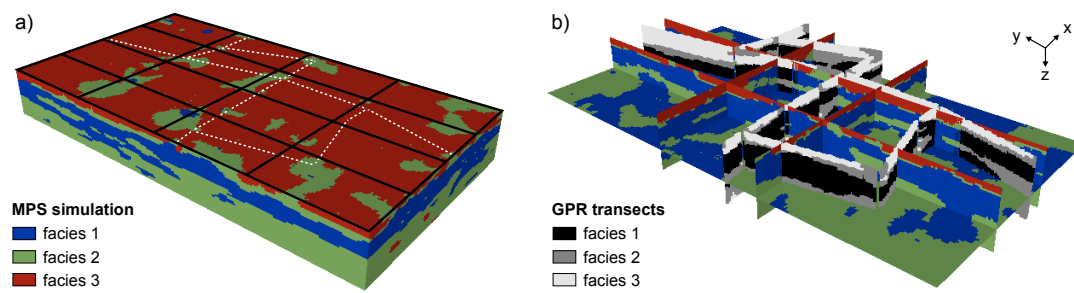 a)
MPS simulation
facies 1
facies 2
facies 3
b)
x
y
z
GPR transects
facies 1
facies 2
facies 3